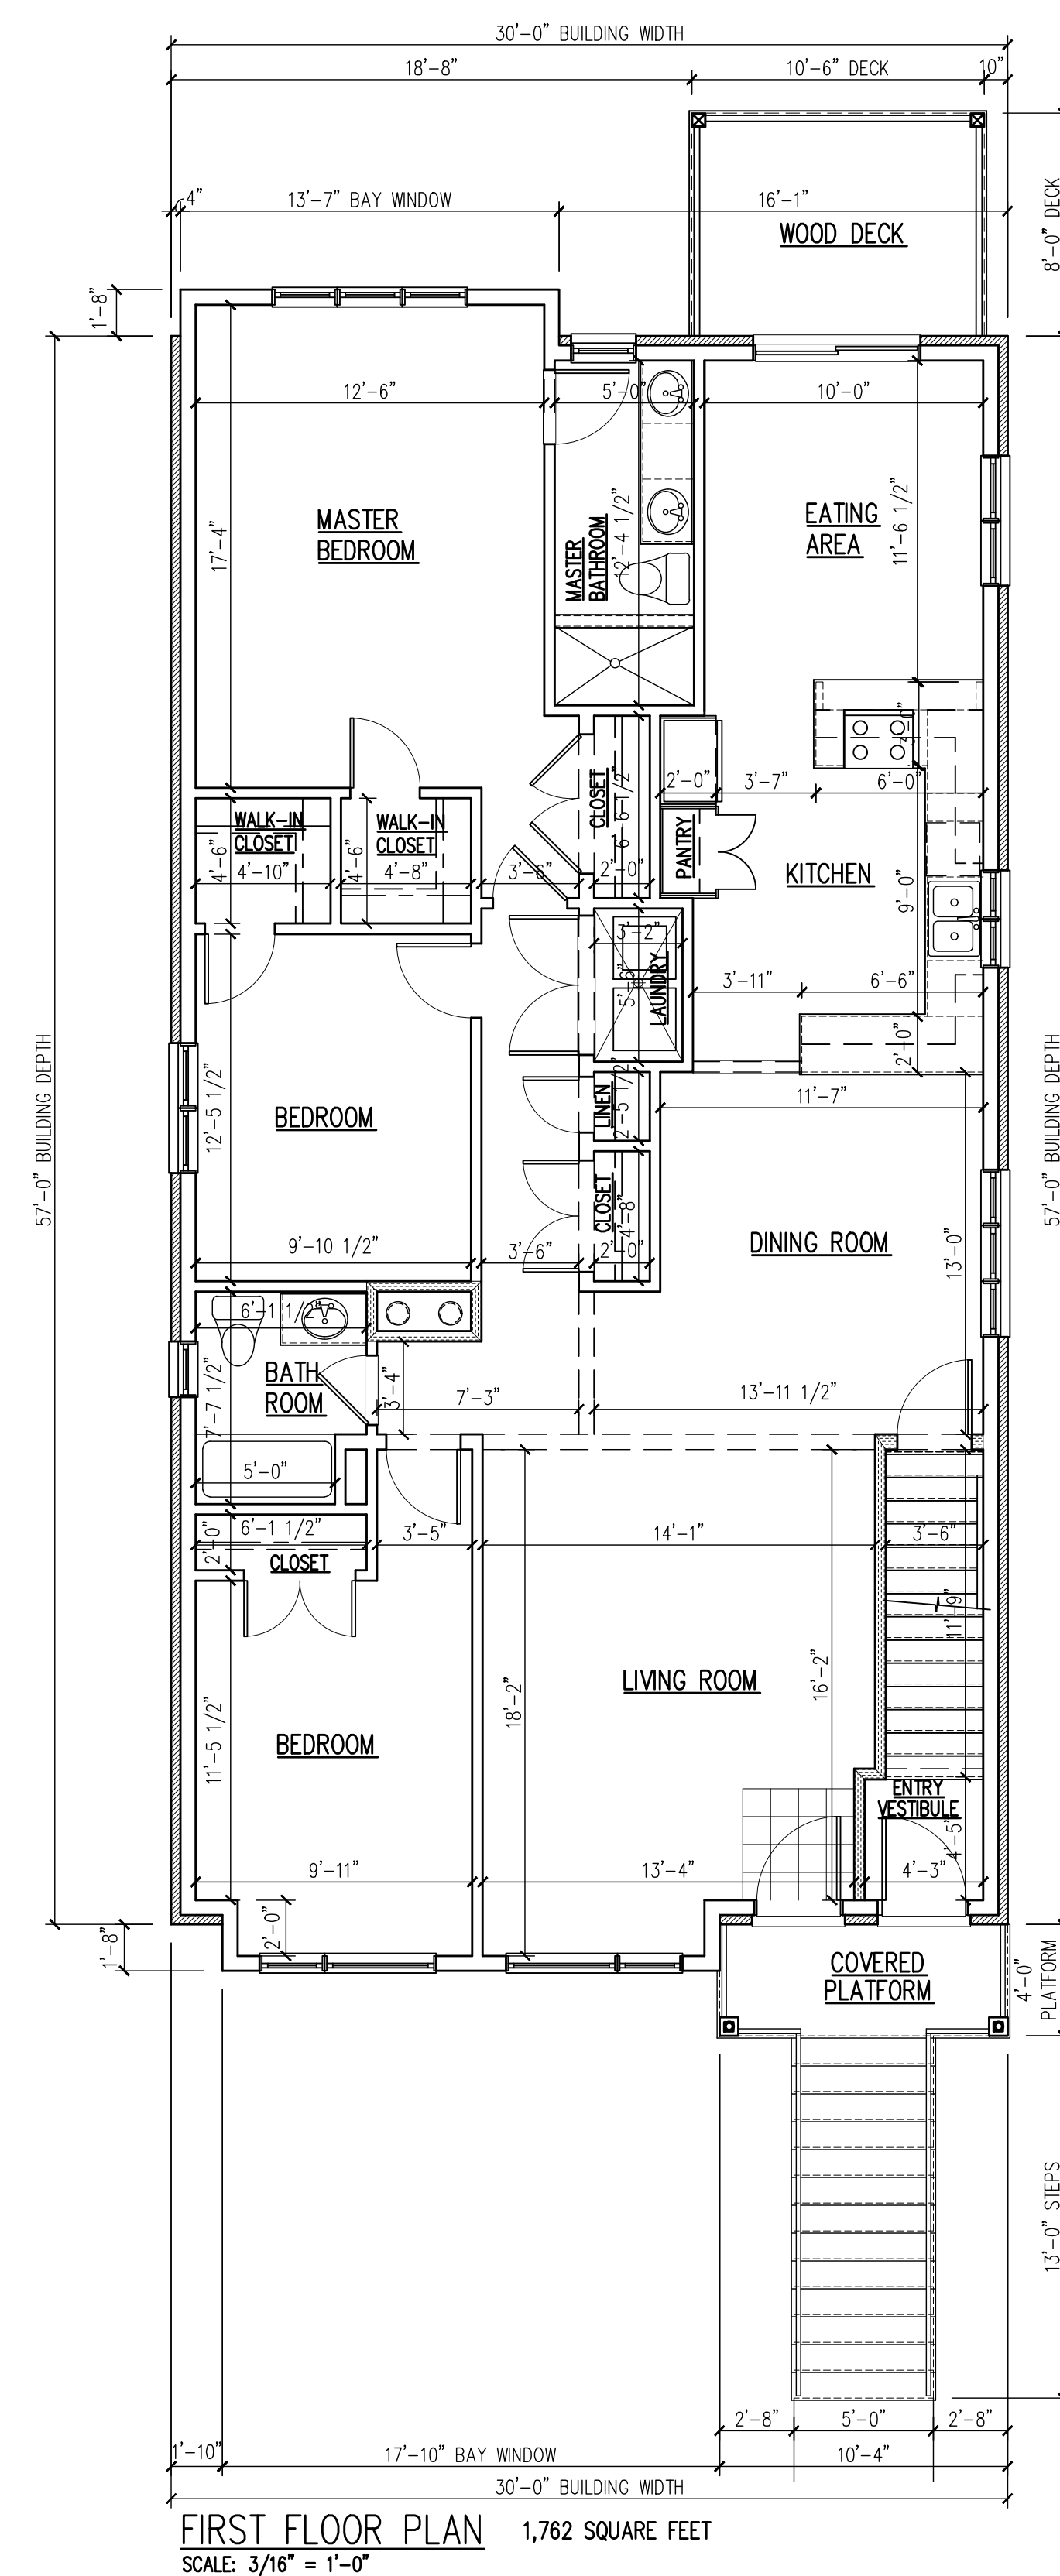 30'-0" BUILDING WIDTH
18'-8"
10'-6" DECK
10"
4"
13'-7" BAY WINDOW
16'-1"
8'-0" DECK
WOOD DECK
1'-8"
12'-6"
5'-0"
10'-0"
17'-4"
MASTER
BEDROOM
MASTER
BATHROOM
12'-4 1/2"
EATING
AREA
11'-6 1/2"
WALK-IN
CLOSET
4'-6"
4'-10"
WALK-IN
CLOSET
4'-6"
4'-8"
3'-6"
CLOSET
6'-6 1/2"
2'-0"
2'-0"
3'-7"
6'-0"
PANTRY
KITCHEN
9'-0"
3'-2"
5'-6"
LAUNDRY
3'-11"
6'-6"
2'-0"
57'-0" BUILDING DEPTH
57'-0" BUILDING DEPTH
12'-5 1/2"
BEDROOM
LINEN
2'-5 1/2"
11'-7"
CLOSET
4'-8"
DINING ROOM
13'-0"
9'-10 1/2"
3'-6"
2'-0"
6'-1 1/2"
BATH
ROOM
7'-7 1/2"
3'-4"
7'-3"
13'-11 1/2"
5'-0"
6'-1 1/2"
2'-0"
CLOSET
3'-5"
14'-1"
3'-6"
11'-9"
LIVING ROOM
18'-2"
16'-2"
BEDROOM
11'-5 1/2"
ENTRY
VESTIBULE
4'-5"
9'-11"
13'-4"
4'-3"
2'-0"
1'-8"
COVERED
PLATFORM
4'-0"
PLATFORM
13'-0" STEPS
2'-8"
5'-0"
2'-8"
1'-10"
17'-10" BAY WINDOW
10'-4"
30'-0" BUILDING WIDTH
FIRST FLOOR PLAN
1,762 SQUARE FEET
SCALE: 3/16" = 1'-0"